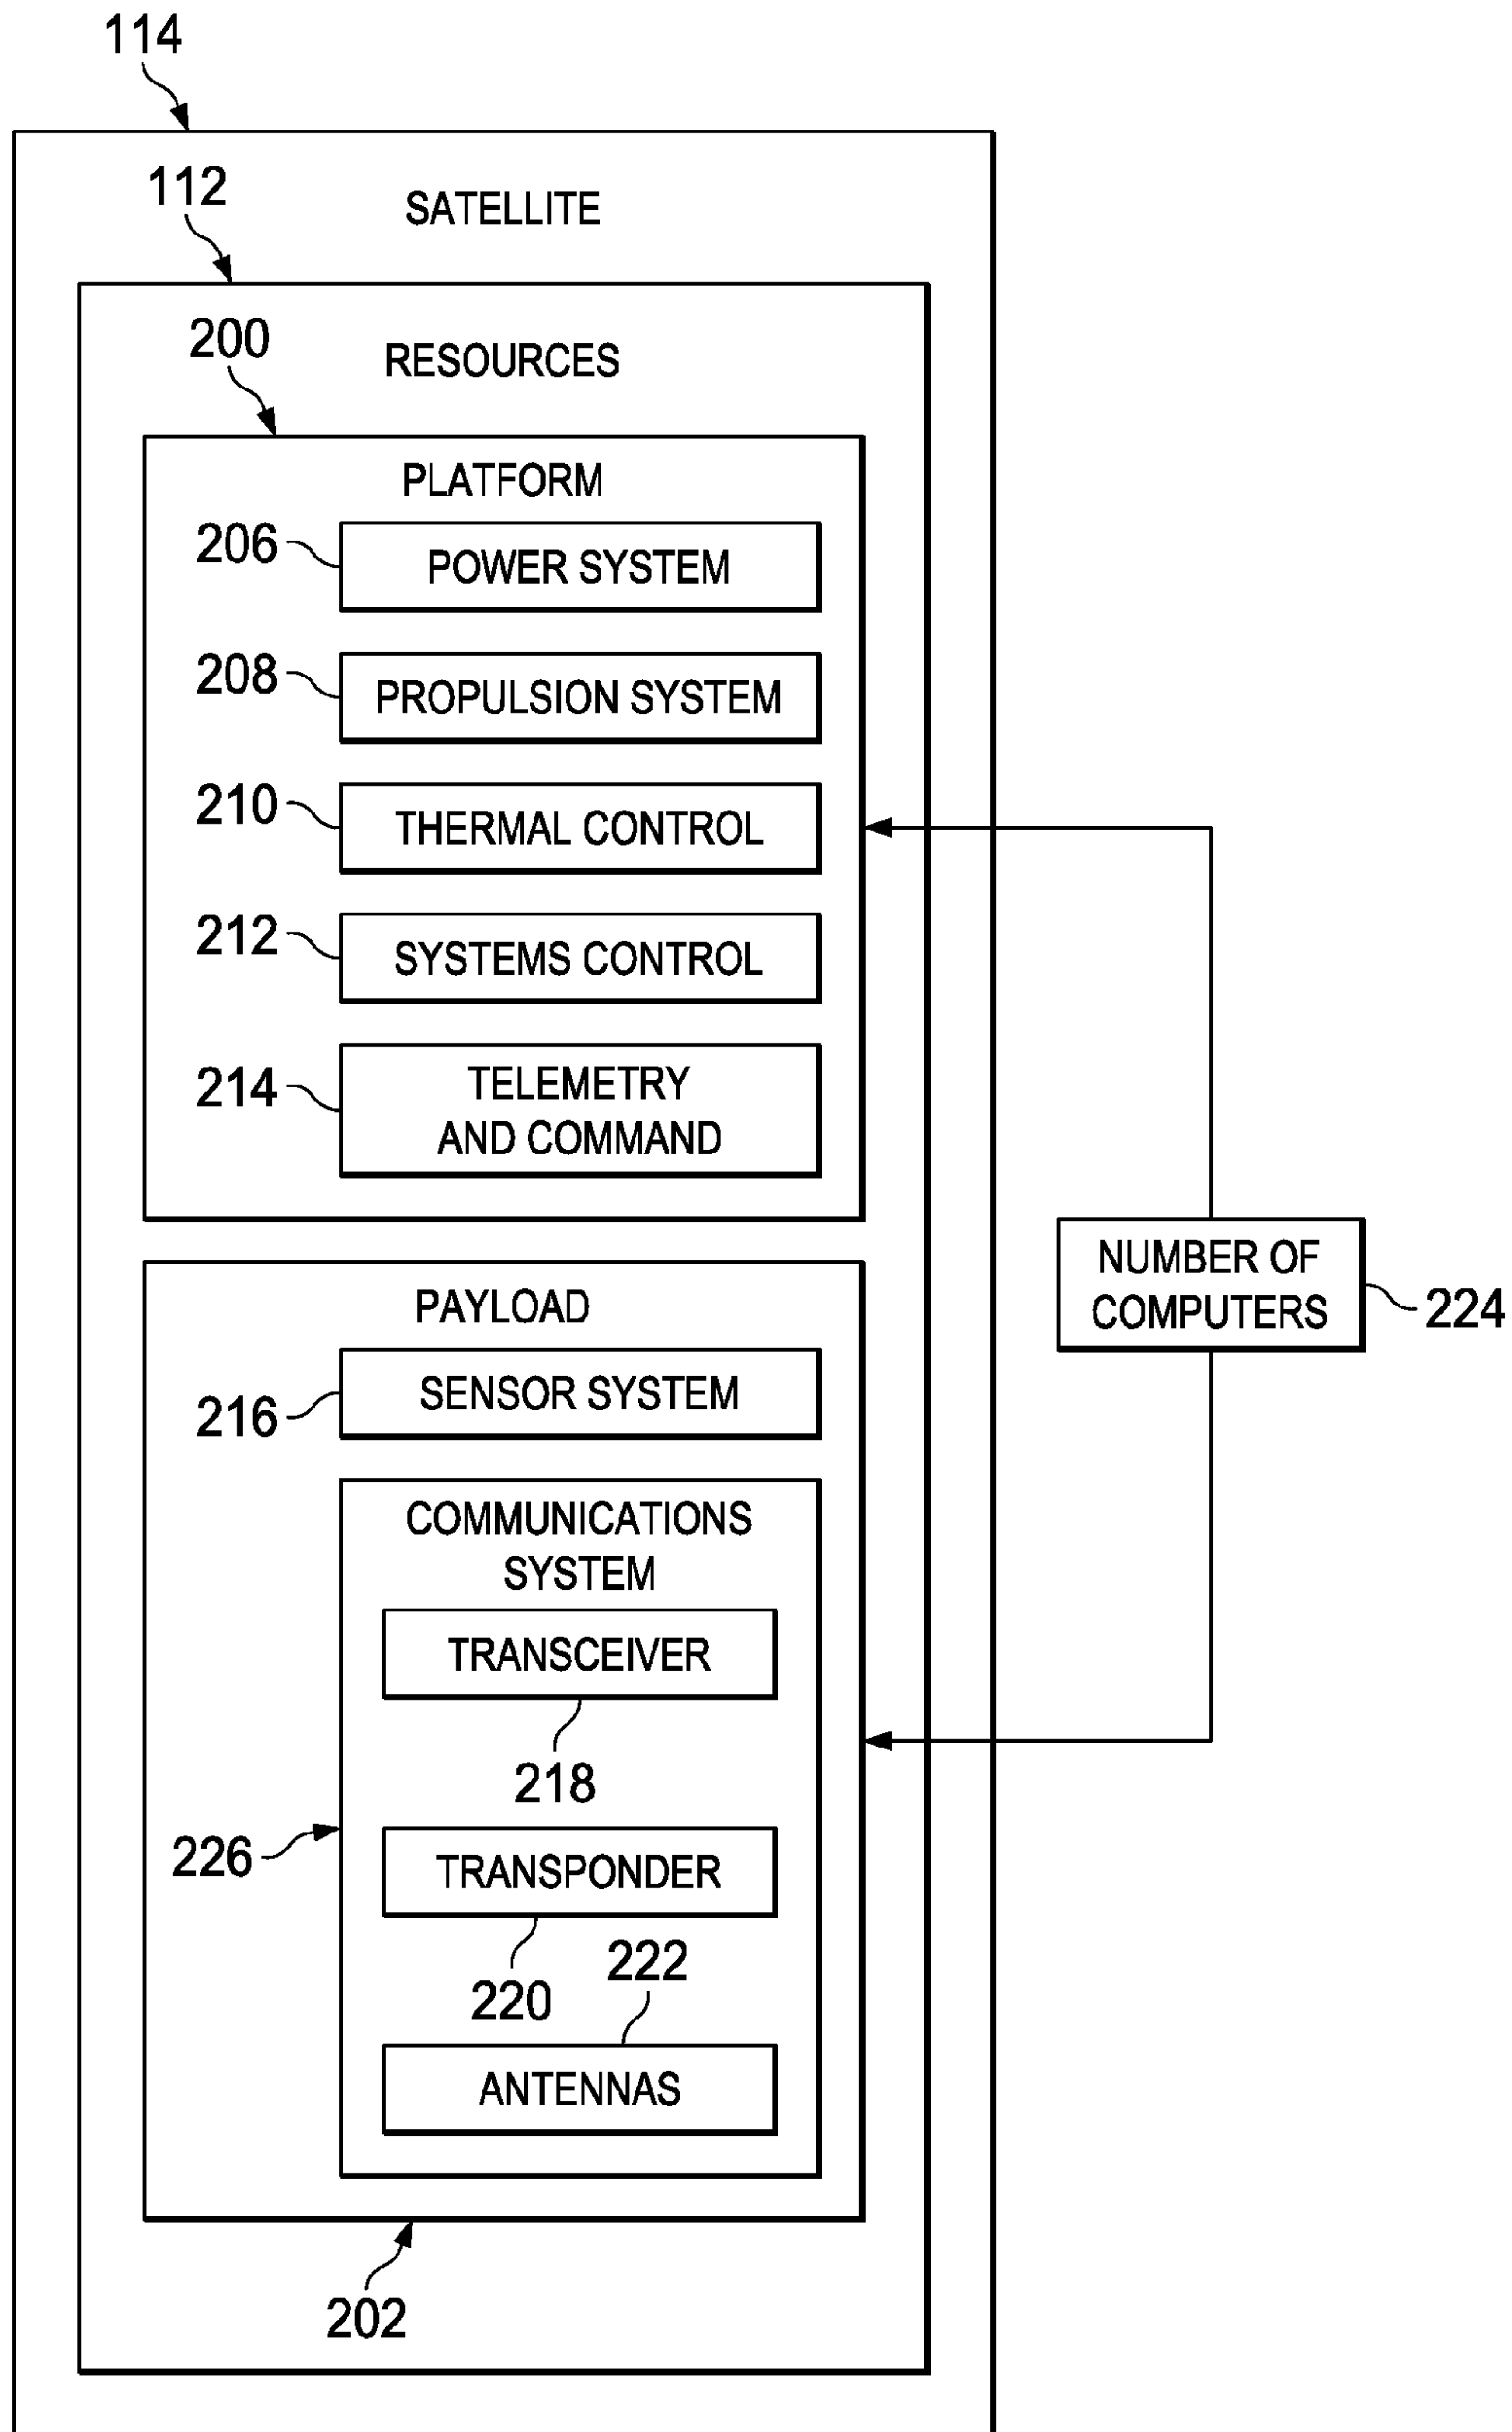 114
112
SATELLITE
200
RESOURCES
PLATFORM
206
POWER SYSTEM
208
PROPULSION SYSTEM
210
THERMAL CONTROL
212
SYSTEMS CONTROL
214
TELEMETRY
AND COMMAND
NUMBER OF
COMPUTERS
224
PAYLOAD
216
SENSOR SYSTEM
COMMUNICATIONS
SYSTEM
TRANSCEIVER
218
226
TRANSPONDER
220
222
ANTENNAS
202